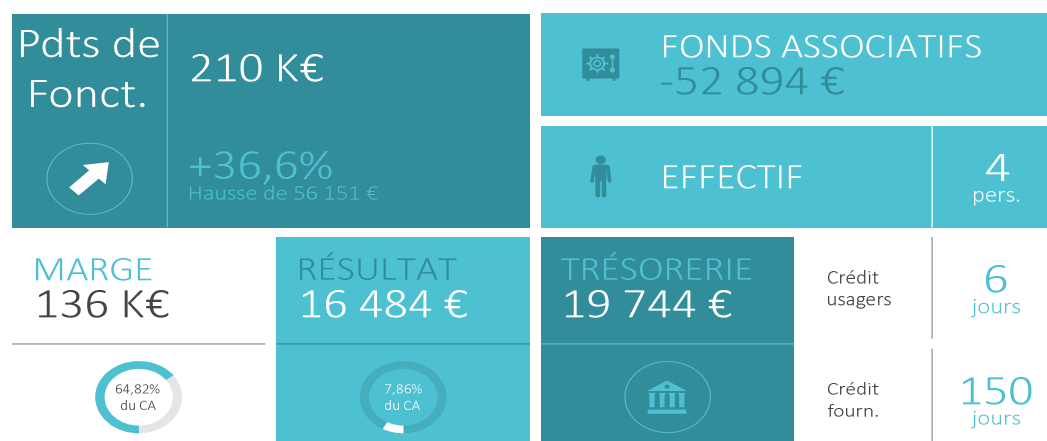 Pdts de
Fonct.
210 K€
+36,6%
Hausse de 56 151 €
FONDS ASSOCIATIFS
-52 894 €
EFFECTIF
4
pers.
MARGE
136 K€
64,82%
du CA
RÉSULTAT
16 484 €
7,86%
du CA
TRÉSORERIE
19 744 €
Crédit
usagers
6
jours
Crédit
fourn.
150
jours